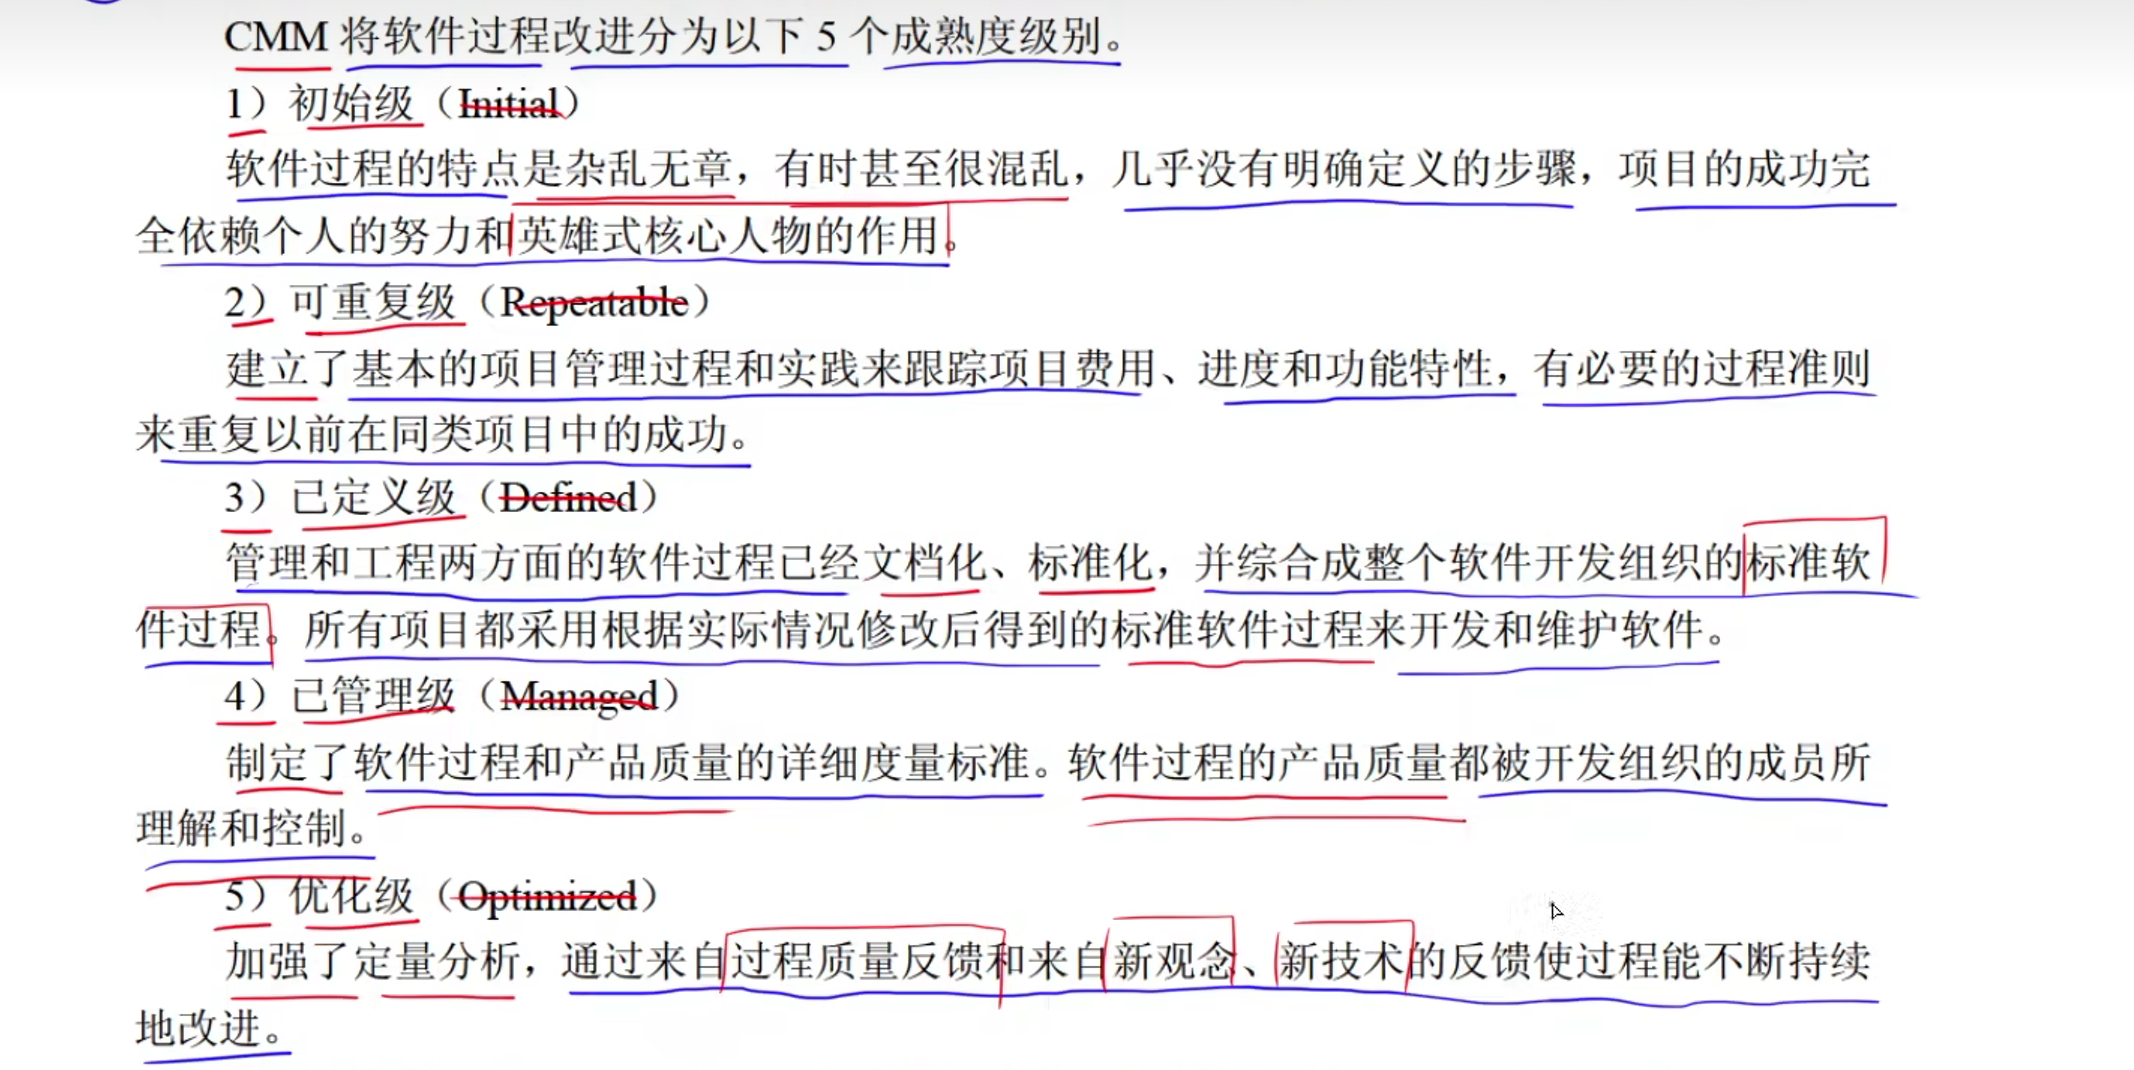 CMM 将软件过程改进分为以下 5 个成熟度级别。
1）初始级（Initial）
软件过程的特点是杂乱无章，有时甚至很混乱，几乎没有明确定义的步骤，项目的成功完
全依赖个人的努力和英雄式核心人物的作用。
2）可重复级（Repeatable）
建立了基本的项目管理过程和实践来跟踪项目费用、进度和功能特性，有必要的过程准则
来重复以前在同类项目中的成功。
3）已定义级（Defined）
管理和工程两方面的软件过程已经文档化、标准化，并综合成整个软件开发组织的标准软
件过程。所有项目都采用根据实际情况修改后得到的标准软件过程来开发和维护软件。
4）已管理级（Managed）
制定了软件过程和产品质量的详细度量标准。软件过程的产品质量都被开发组织的成员所
理解和控制。
5）优化级（Optimized）
加强了定量分析，通过来自过程质量反馈和来自新观念、新技术的反馈使过程能不断持续
地改进。